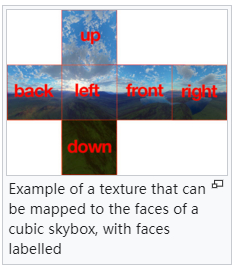 up
back left front right
down
Example of a texture that can
be mapped to the faces of a
cubic skybox, with faces
labelled